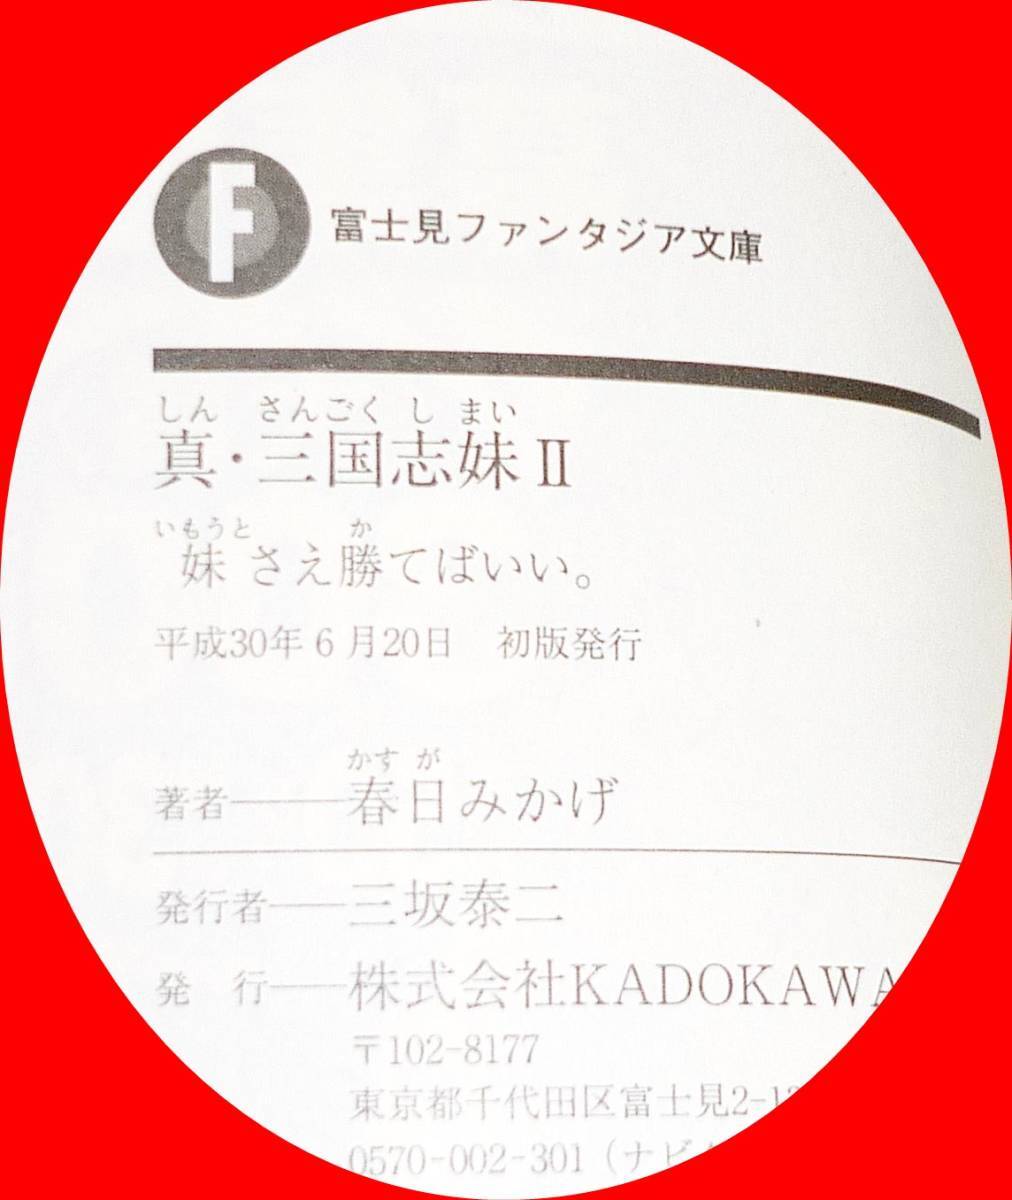 F
富士見ファンタジア文庫
しん さんごく し まい
真・三国志妹Ⅱ
いもうと か
妹さえ勝てばいい。
平成30年6月20日 初版発行
かすが
著者――春日みかげ
発行者――三坂泰二
発 行――株式会社KADOKAWA
〒102-8177
東京都千代田区富士見2-1
0570-002-301（ナビ